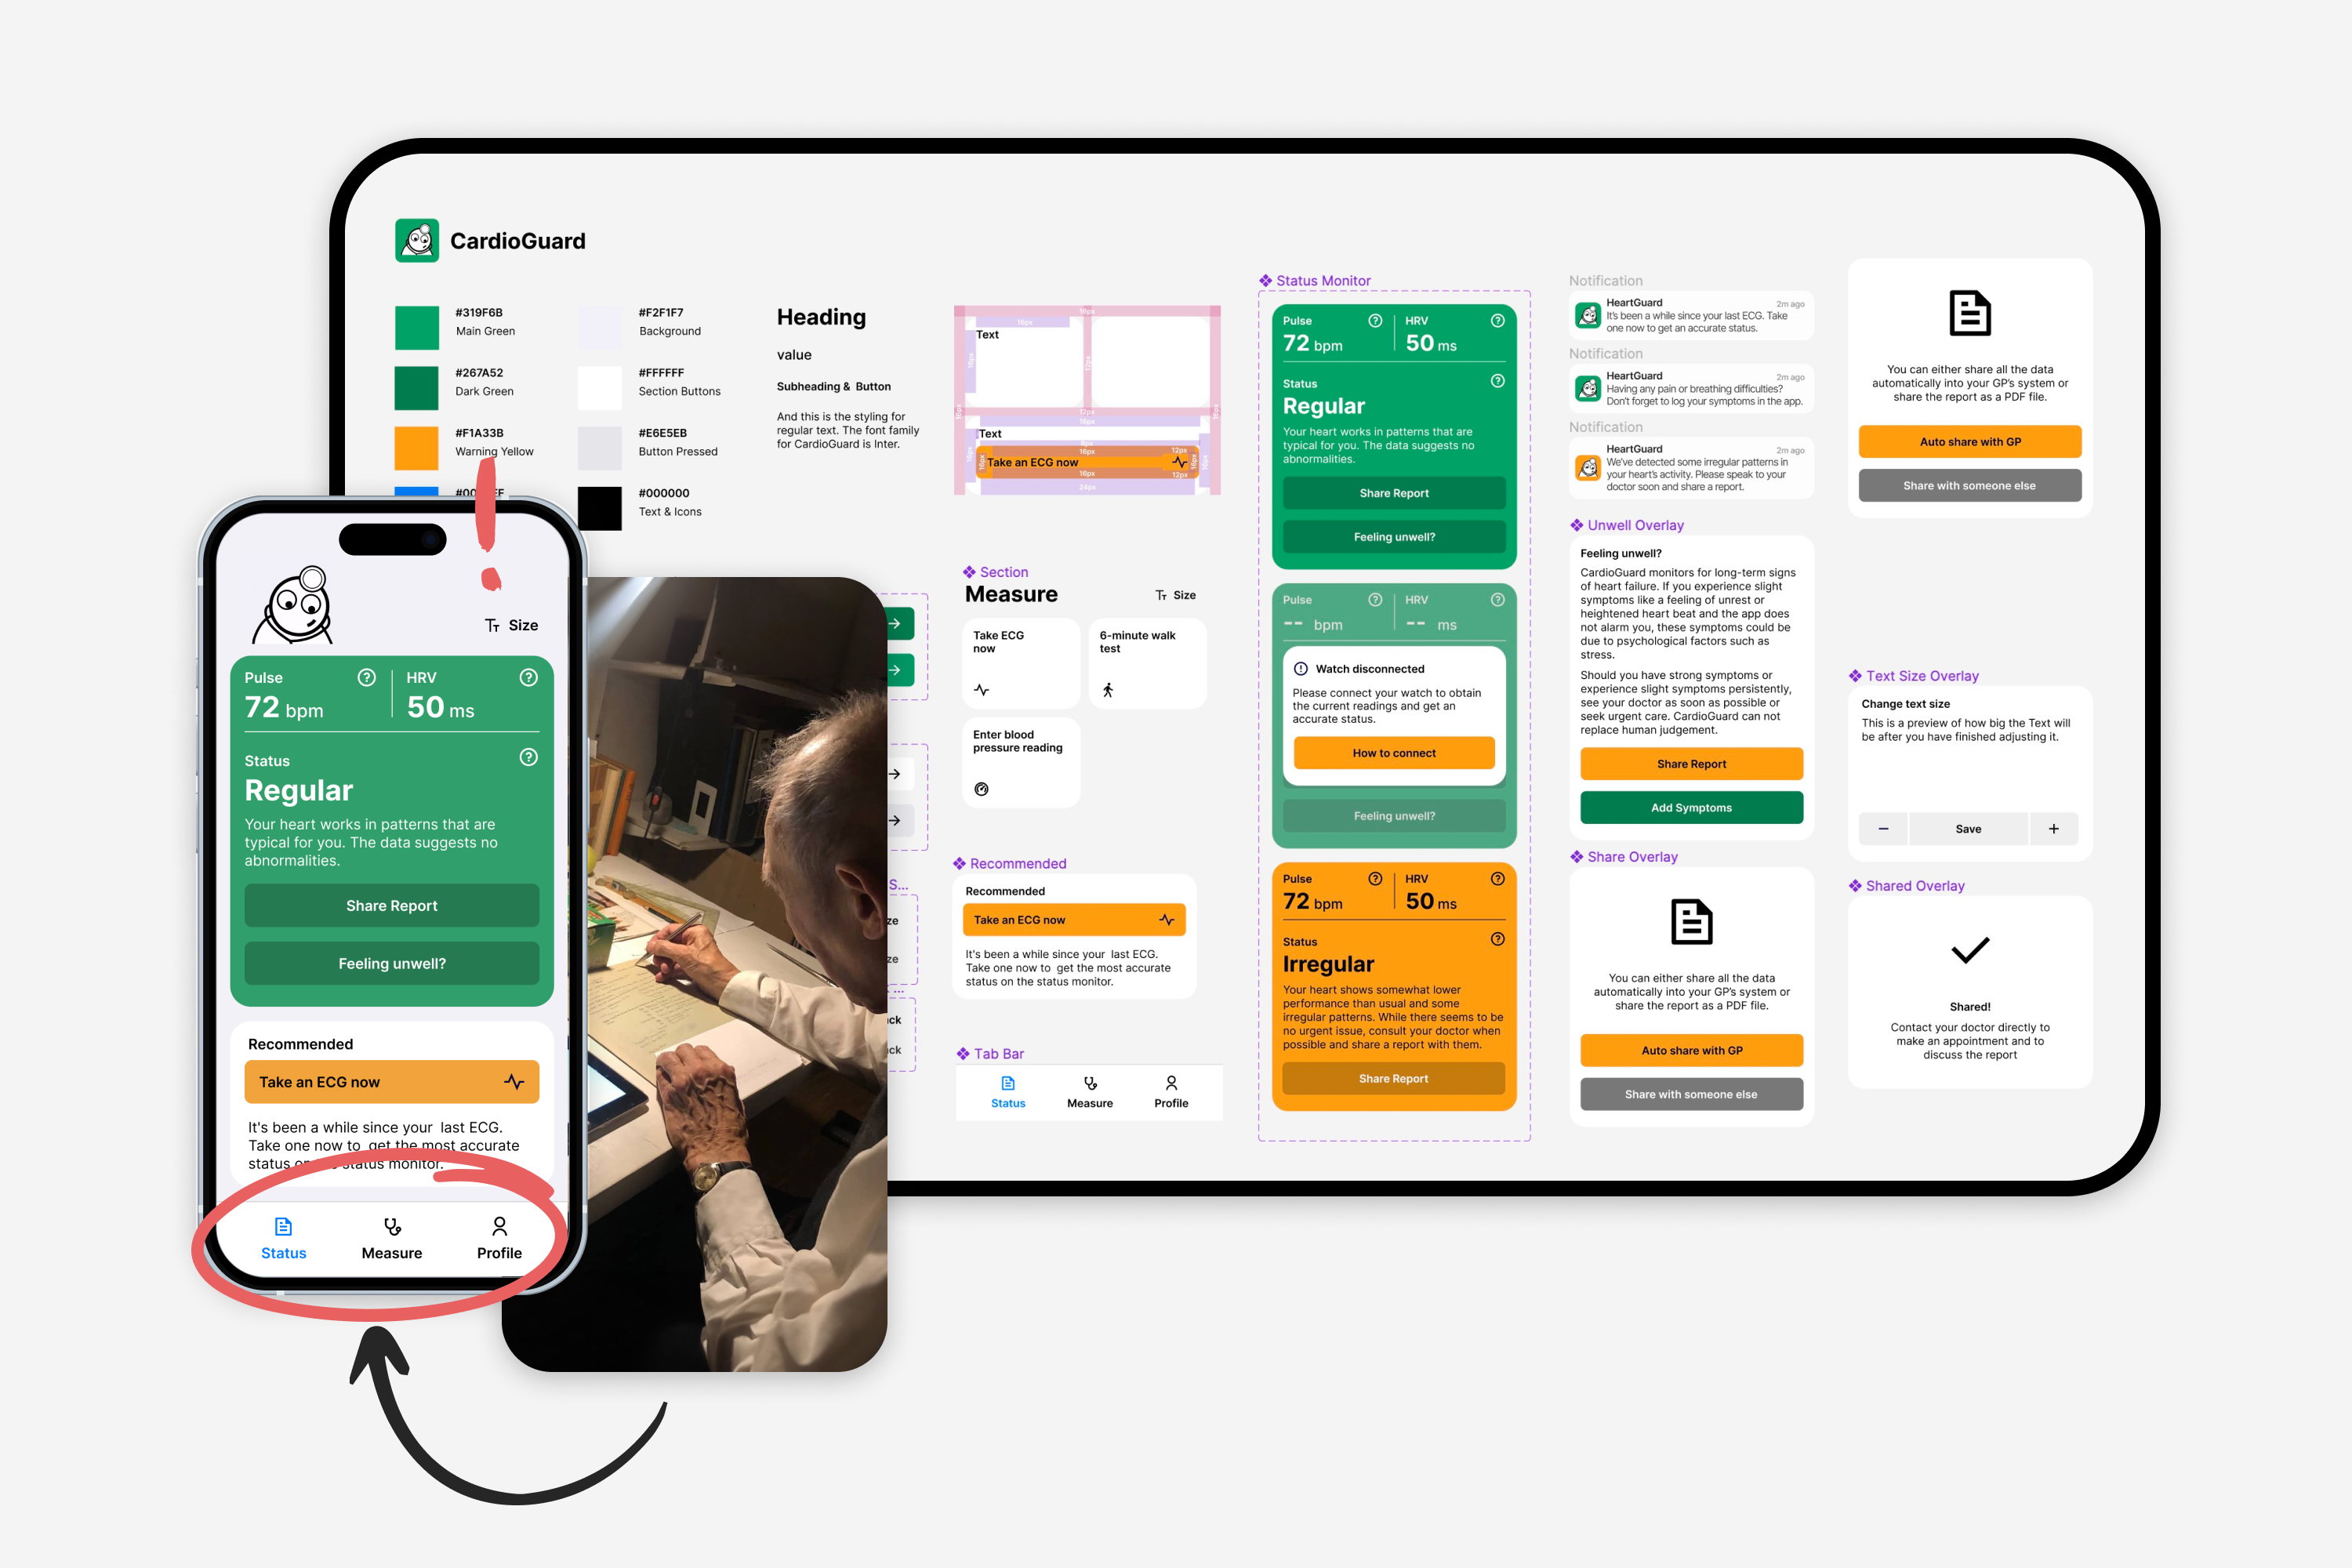 CardioGuard
#319F6B
Main Green
#267A52
Dark Green
#F1A33B
Warning Yellow
#F2F1F7
Background
#FFFFFF
Section Buttons
#E6E5EB
Button Pressed
#000000
Text & Icons
Heading
value
Subheading & Button
And this is the styling for
regular text. The font family
for CardioGuard is Inter.
16px
16px
Text
16px
12px
16px
16px
12px
16px
Text
16px
12px
Take an ECG now
16px
12px
24px
Section
Measure
Size
Take ECG
now
6-minute walk
test
Enter blood
pressure reading
Recommended
Recommended
Take an ECG now
It's been a while since your last ECG.
Take one now to get the most accurate
status on the status monitor.
Tab Bar
Status
Measure
Profile
Status Monitor
Pulse
HRV
72 bpm
50 ms
Status
Regular
Your heart works in patterns that are
typical for you. The data suggests no
abnormalities.
Share Report
Feeling unwell?
Pulse
HRV
-- bpm
-- ms
Watch disconnected
Please connect your watch to obtain
the current readings and get an
accurate status.
How to connect
Feeling unwell?
Pulse
HRV
72 bpm
50 ms
Status
Irregular
Your heart shows somewhat lower
performance than usual and some
irregular patterns. While there seems to be
no urgent issue, consult your doctor when
possible and share a report with them.
Share Report
Notification
HeartGuard
2m ago
It's been a while since your last ECG. Take
one now to get an accurate status.
Notification
HeartGuard
2m ago
Having any pain or breathing difficulties?
Don't forget to log your symptoms in the app.
Notification
HeartGuard
2m ago
We've detected some irregular patterns in
your heart's activity. Please speak to your
doctor soon and share a report.
Unwell Overlay
Feeling unwell?
CardioGuard monitors for long-term signs
of heart failure. If you experience slight
symptoms like a feeling of unrest or
heightened heart beat and the app does
not alarm you, these symptoms could be
due to psychological factors such as
stress.
Should you have strong symptoms or
experience slight symptoms persistently,
see your doctor as soon as possible or
seek urgent care. CardioGuard can not
replace human judgement.
Share Report
Add Symptoms
Share Overlay
You can either share all the data
automatically into your GP's system or
share the report as a PDF file.
Auto share with GP
Share with someone else
You can either share all the data
automatically into your GP's system or
share the report as a PDF file.
Auto share with GP
Share with someone else
Text Size Overlay
Change text size
This is a preview of how big the Text will
be after you have finished adjusting it.
− Save +
Shared Overlay
Shared!
Contact your doctor directly to
make an appointment and to
discuss the report
Size
Pulse
HRV
72 bpm
50 ms
Status
Regular
Your heart works in patterns that are
typical for you. The data suggests no
abnormalities.
Share Report
Feeling unwell?
Recommended
Take an ECG now
It's been a while since your last ECG.
Take one now to get the most accurate
status on the status monitor.
Status
Measure
Profile